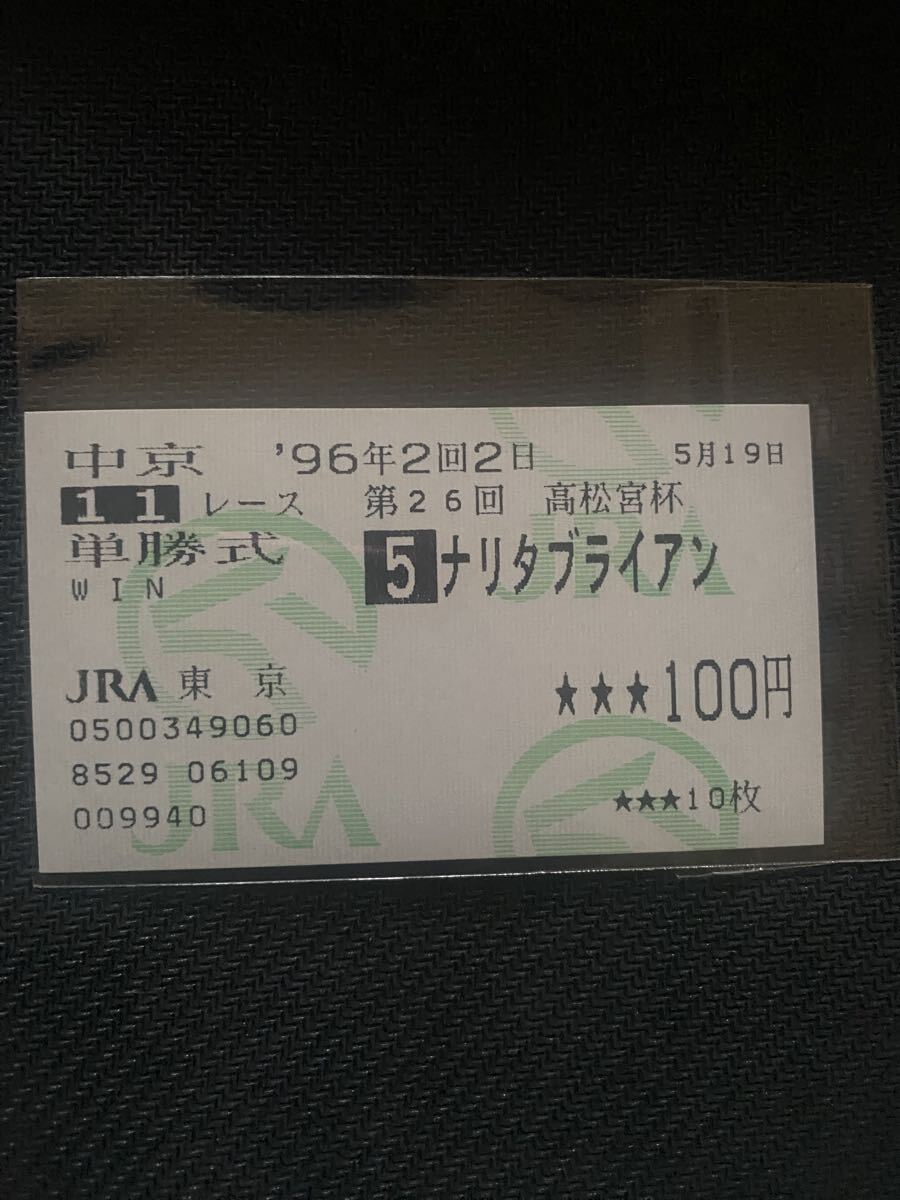 中京 '96年2回2日 5月19日
11 レース 第26回 高松宮杯
単勝式 5 ナリタブライアン
WIN
JRA 東京 ★★★100円
0500349060
8529 06109 ★★★10枚
009940
JRA
JRA